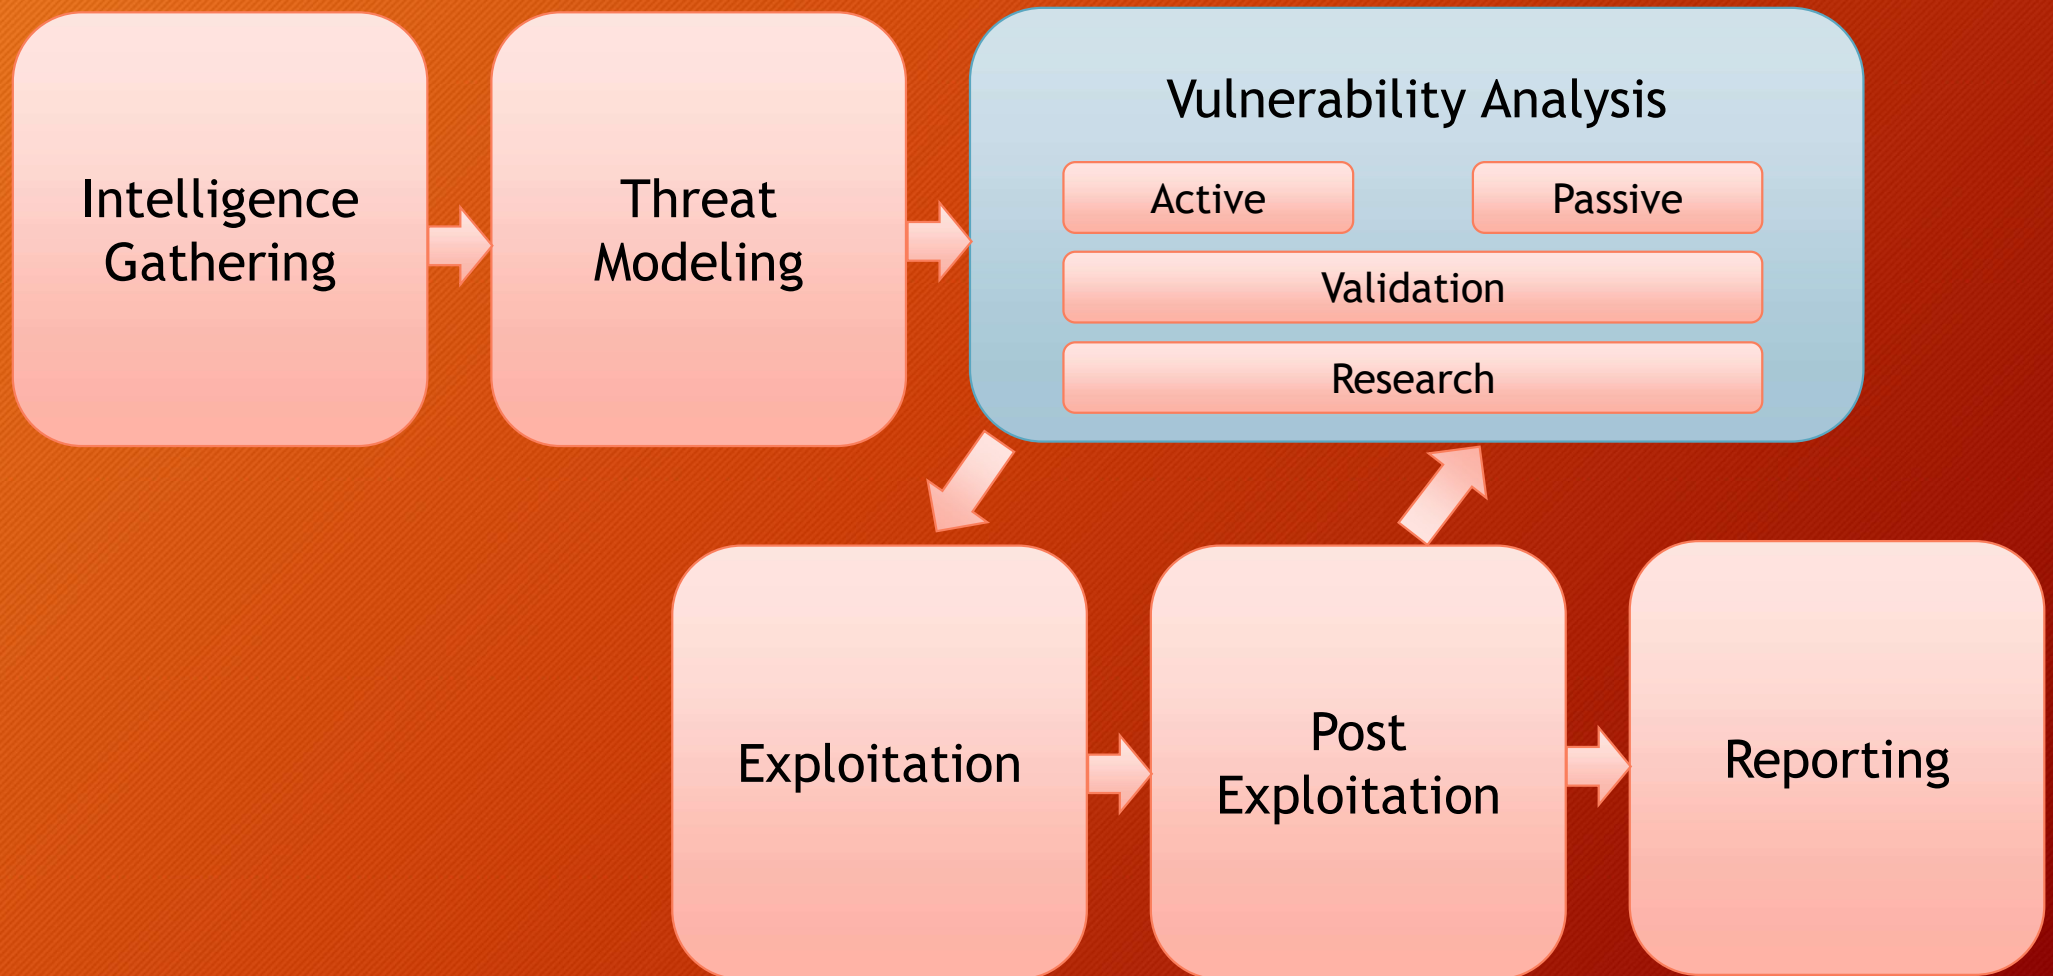 Intelligence
Gathering
Threat
Modeling
Vulnerability Analysis
Active
Passive
Validation
Research
Exploitation
Post
Exploitation
Reporting